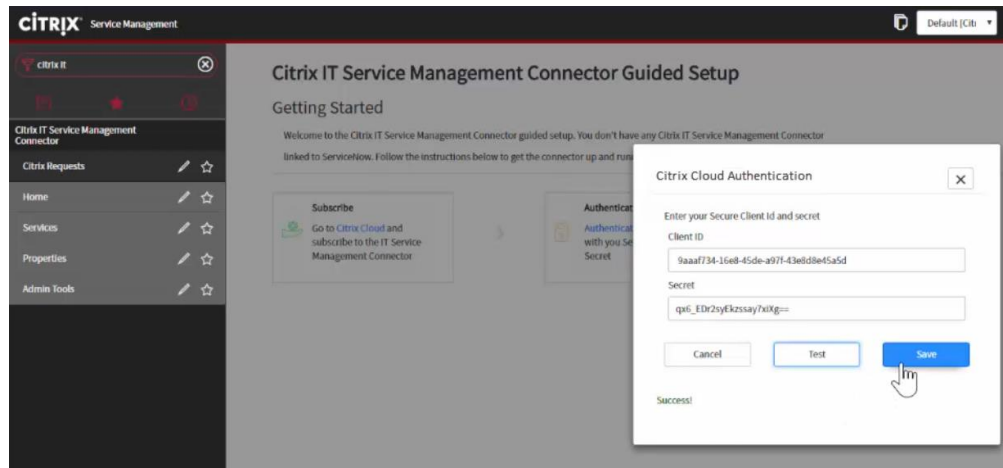 CİTRIX Service Management
Default [Citi
citrix it
Citrix IT Service Management
Connector
Citrix Requests
Home
Services
Properties
Admin Tools
Citrix IT Service Management Connector Guided Setup
Getting Started
Welcome to the Citrix IT Service Management Connector guided setup. You don't have any Citrix IT Service Management Connector
linked to ServiceNow. Follow the instructions below to get the connector up and runn
Subscribe
Go to Citrix Cloud and
subscribe to the IT Service
Management Connector
Authenticat
Authenticat
with you Se
Secret
Citrix Cloud Authentication
Enter your Secure Client Id and secret
Client ID
9aaaf734-16e8-45de-a97f-43e8d8e45a5d
Secret
qx6_EDr2syEkzssay7xiXg==
Cancel
Test
Save
Success!